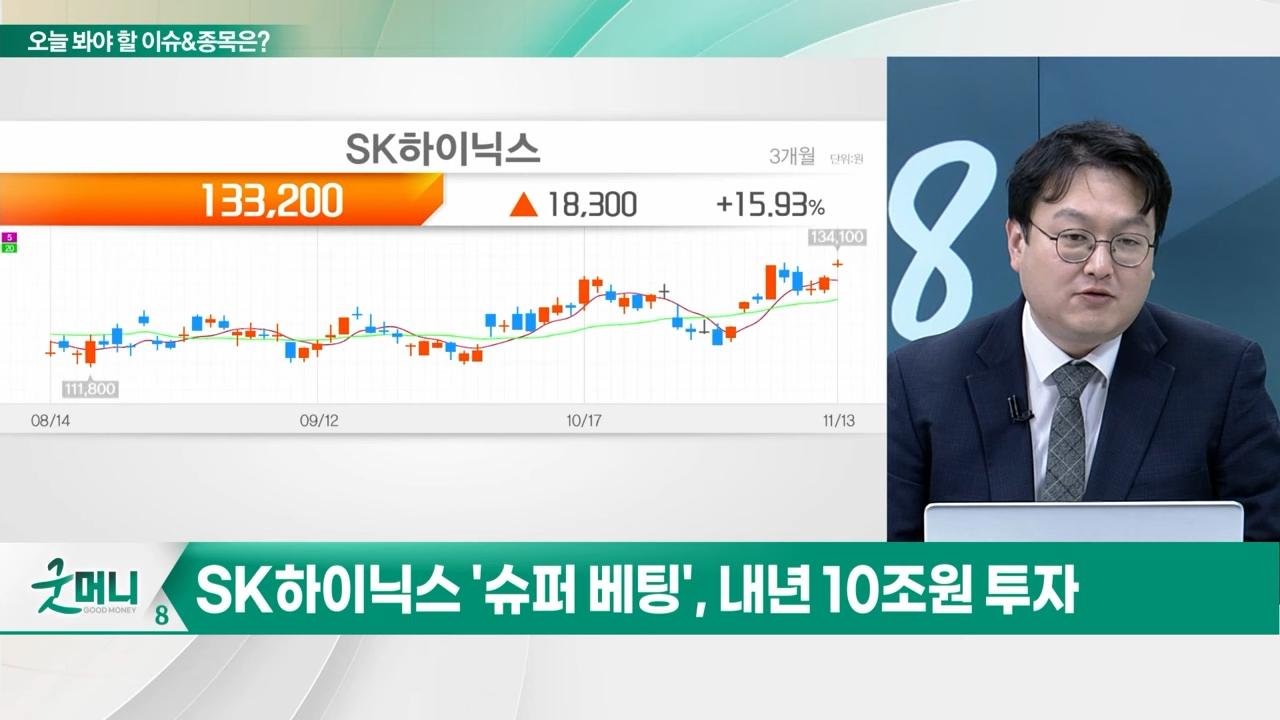 오늘 봐야 할 이슈&종목은?
SK하이닉스
3개월 단위:원
133,200 ▲ 18,300 +15.93%
5
20
134,100
111,800
08/14 09/12 10/17 11/13
8
굿머니
GOOD MONEY
8
SK하이닉스 '슈퍼 베팅', 내년 10조원 투자